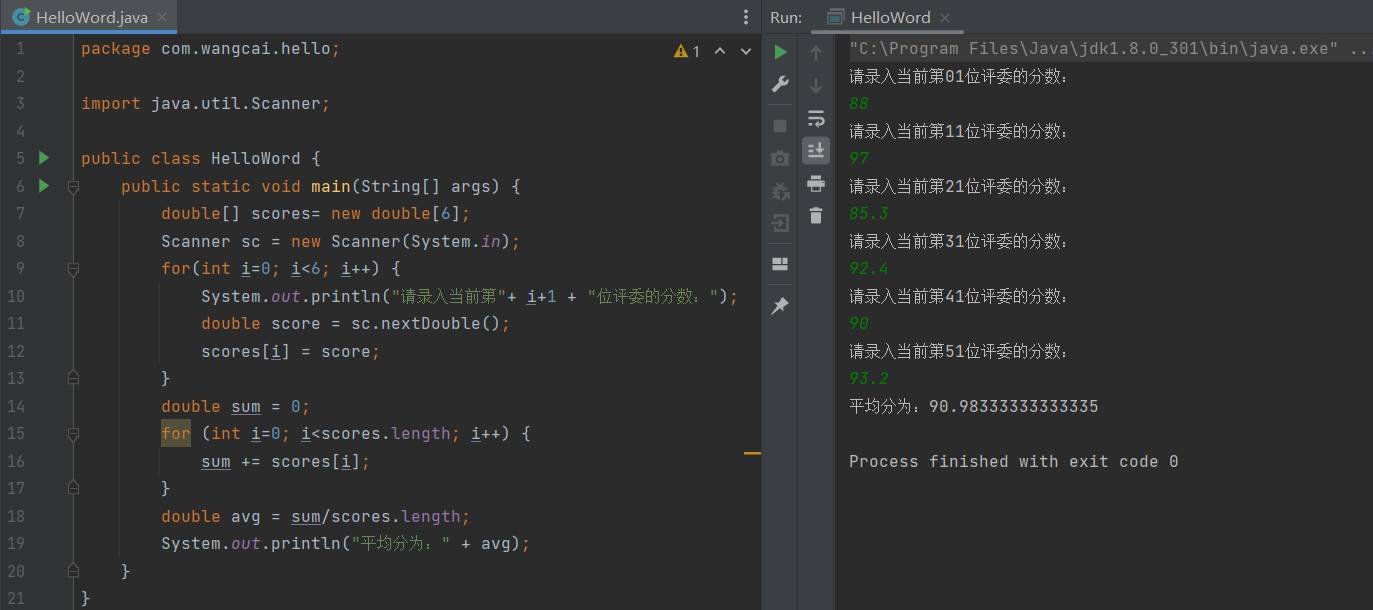 HelloWord.java
Run: HelloWord
1 package com.wangcai.hello;
1
2
3 import java.util.Scanner;
4
5 public class HelloWord {
6 public static void main(String[] args) {
7 double[] scores= new double[6];
8 Scanner sc = new Scanner(System.in);
9 for(int i=0; i<6; i++) {
10 System.out.println("请录入当前第"+ i+1 + "位评委的分数：");
11 double score = sc.nextDouble();
12 scores[i] = score;
13 }
14 double sum = 0;
15 for (int i=0; i<scores.length; i++) {
16 sum += scores[i];
17 }
18 double avg = sum/scores.length;
19 System.out.println("平均分为：" + avg);
20 }
21 }
"C:\Program Files\Java\jdk1.8.0_301\bin\java.exe" ..
请录入当前第01位评委的分数：
88
请录入当前第11位评委的分数：
97
请录入当前第21位评委的分数：
85.3
请录入当前第31位评委的分数：
92.4
请录入当前第41位评委的分数：
90
请录入当前第51位评委的分数：
93.2
平均分为：90.98333333333335
Process finished with exit code 0